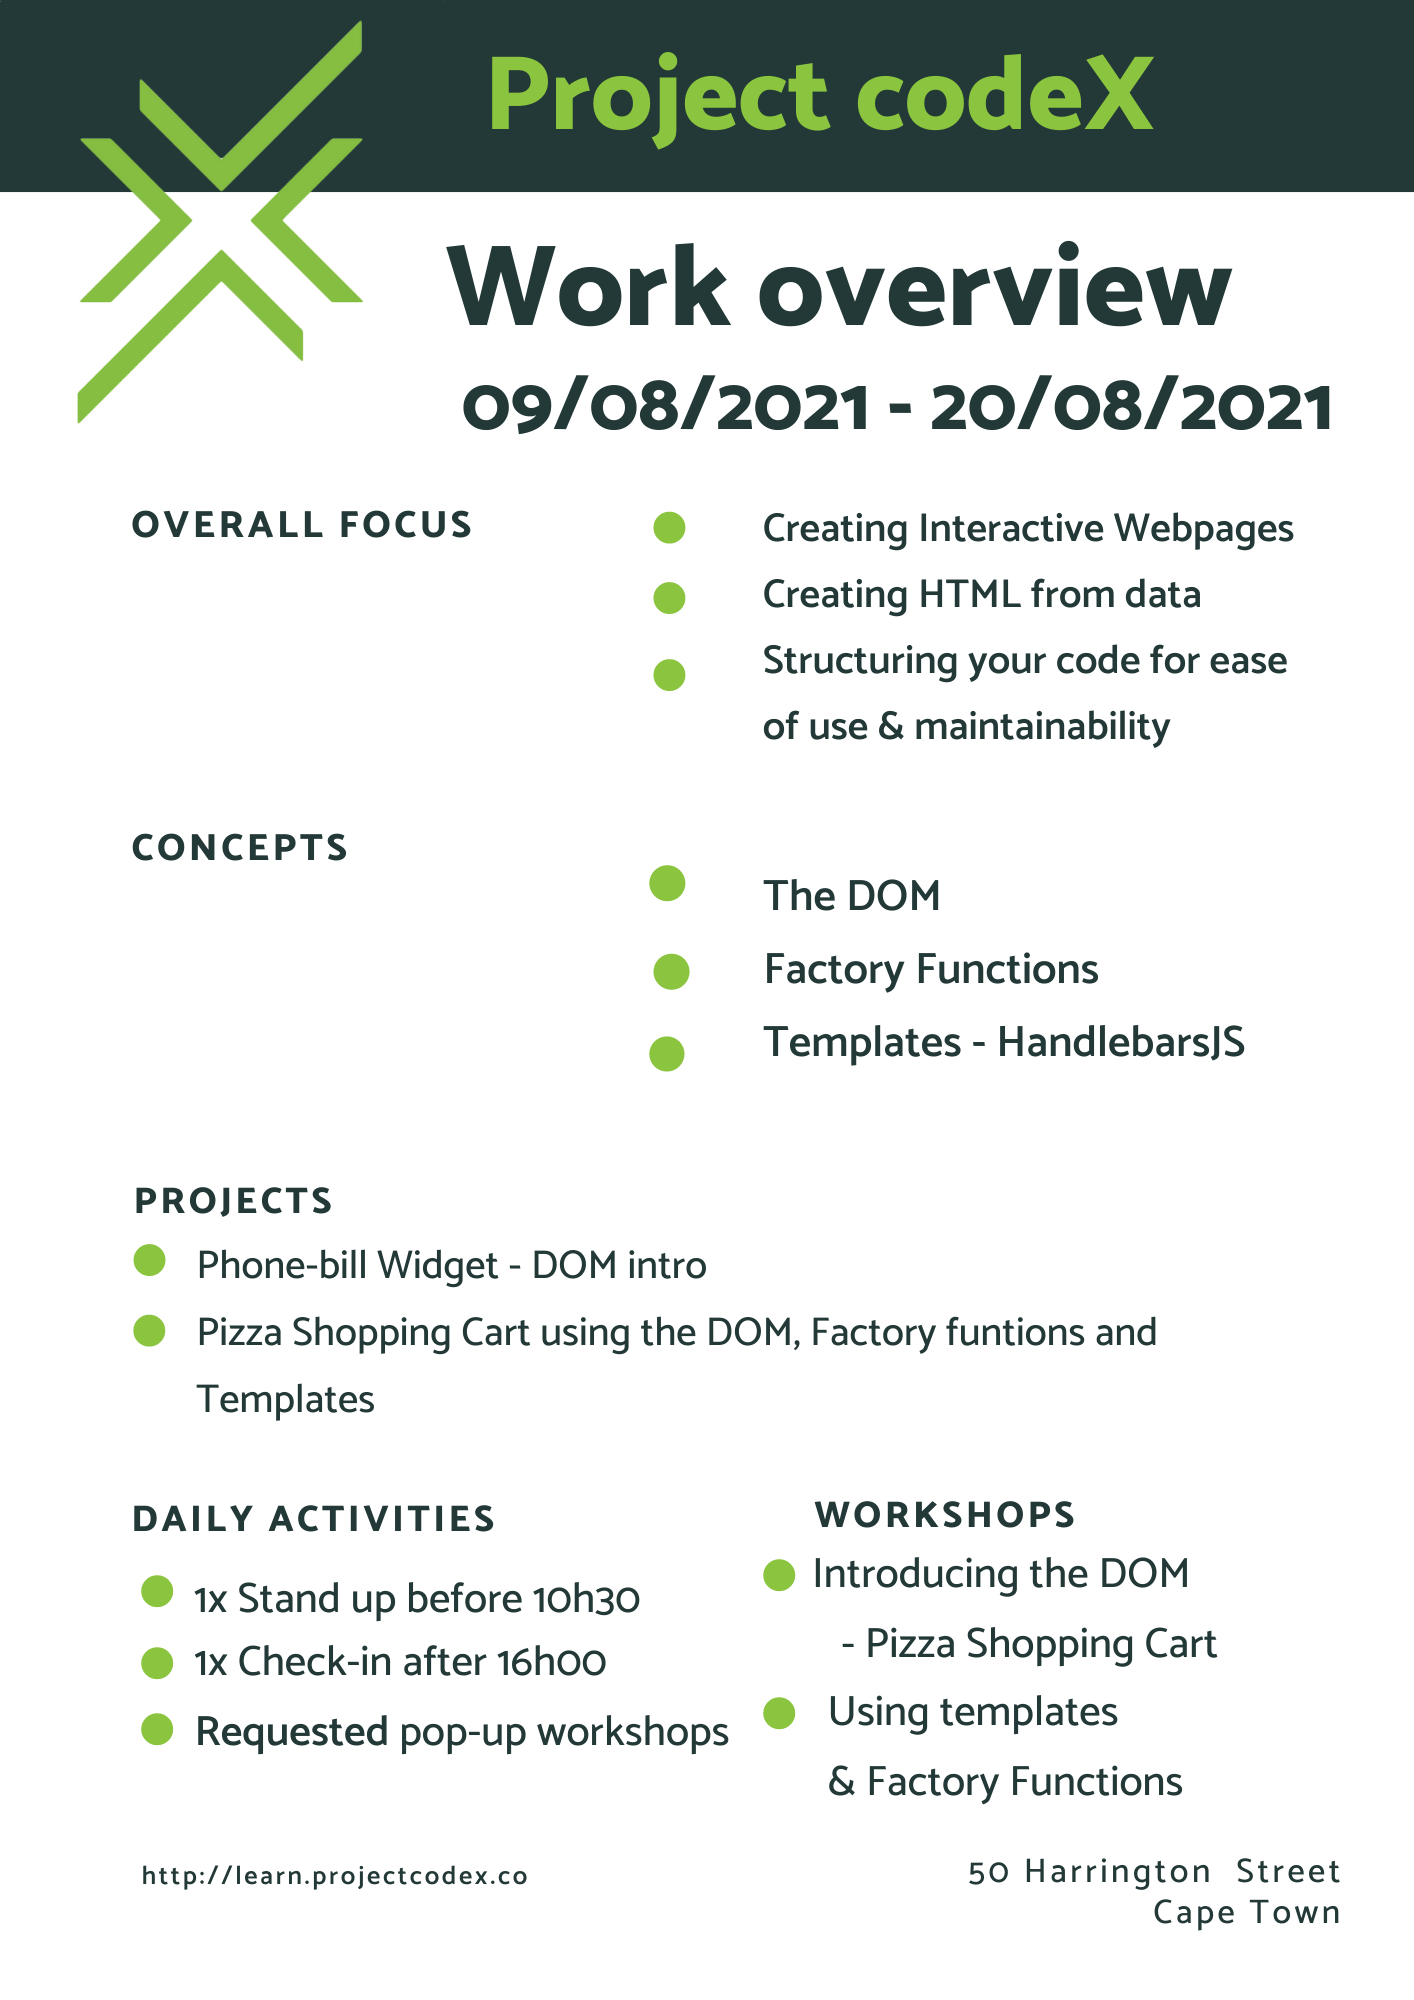 Project codeX
Work overview
09/08/2021 - 20/08/2021
OVERALL FOCUS
Creating Interactive Webpages
Creating HTML from data
Structuring your code for ease
of use & maintainability
CONCEPTS
The DOM
Factory Functions
Templates - HandlebarsJS
PROJECTS
Phone-bill Widget - DOM intro
Pizza Shopping Cart using the DOM, Factory funtions and
Templates
DAILY ACTIVITIES
1x Stand up before 10h30
1x Check-in after 16h00
Requested pop-up workshops
WORKSHOPS
Introducing the DOM
- Pizza Shopping Cart
Using templates
& Factory Functions
http://learn.projectcodex.co
50 Harrington Street
Cape Town